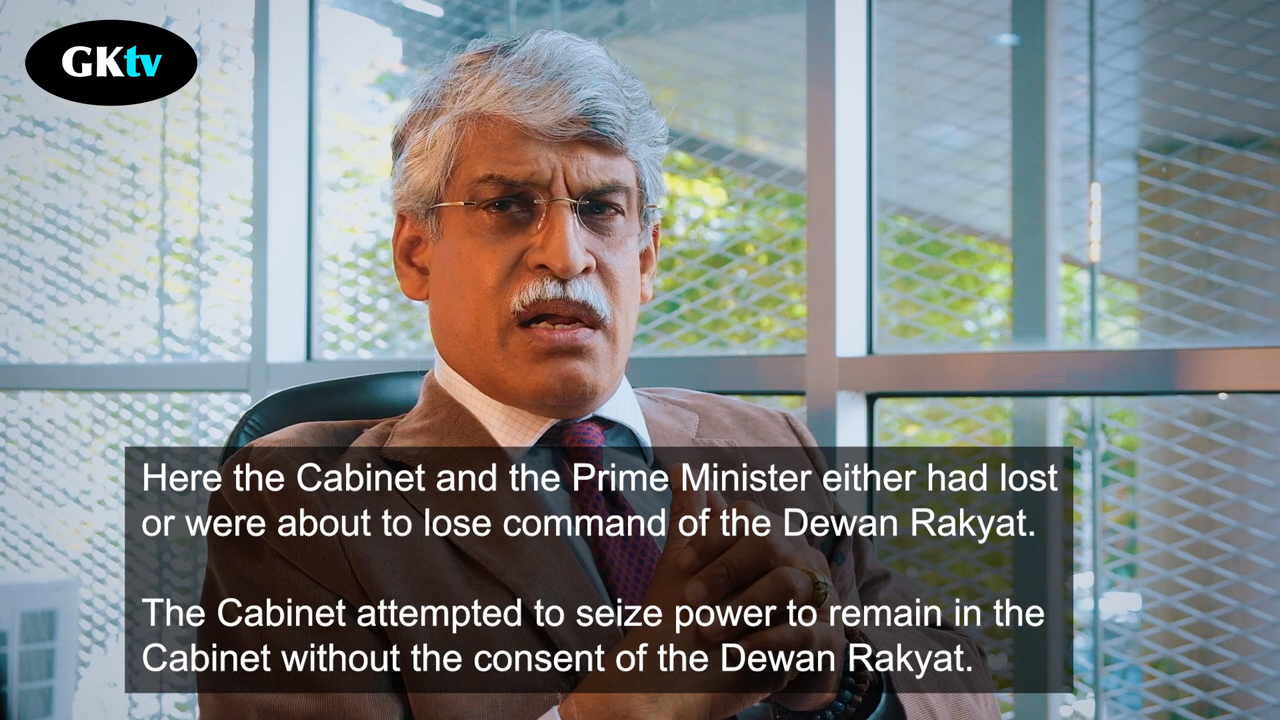 GKtv
Here the Cabinet and the Prime Minister either had lost
or were about to lose command of the Dewan Rakyat.
The Cabinet attempted to seize power to remain in the
Cabinet without the consent of the Dewan Rakyat.